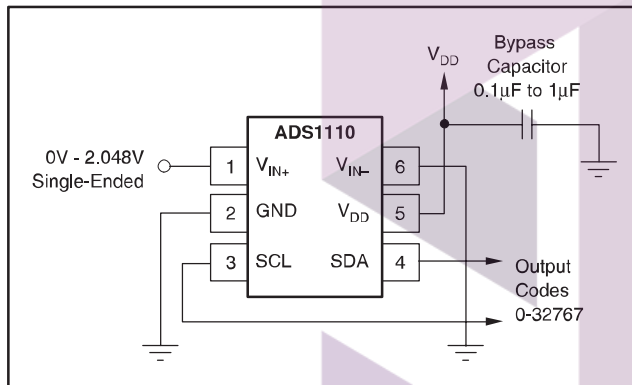 V_DD
Bypass
Capacitor
0.1μF to 1μF
ADS1110
0V - 2.048V
Single-Ended
1 V_IN+ V_IN– 6
2 GND V_DD 5
3 SCL SDA 4
Output
Codes
0-32767